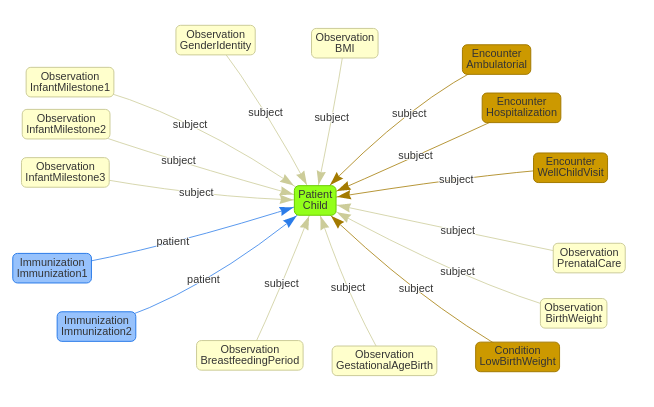 Observation
GenderIdentity
Observation
BMI
Encounter
Ambulatorial
Observation
InfantMilestone1
Encounter
Hospitalization
Observation
InfantMilestone2
Observation
InfantMilestone3
Encounter
WellChildVisit
subject
subject
subject
subject
subject
subject
subject
subject
subject
Patient
Child
patient
subject
Observation
PrenatalCare
Immunization
Immunization1
patient
subject
subject
subject
subject
Observation
BirthWeight
Immunization
Immunization2
Observation
BreastfeedingPeriod
Observation
GestationalAgeBirth
Condition
LowBirthWeight